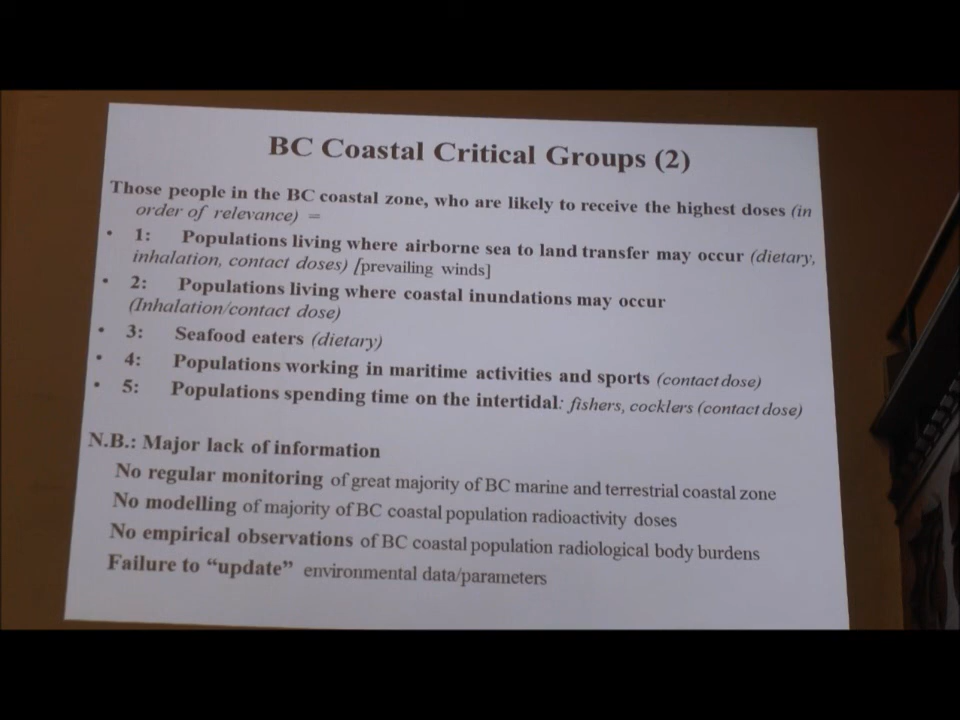 BC Coastal Critical Groups (2)
Those people in the BC coastal zone, who are likely to receive the highest doses (in
order of relevance) =
• 1: Populations living where airborne sea to land transfer may occur (dietary,
inhalation, contact doses) [prevailing winds]
• 2: Populations living where coastal inundations may occur
(Inhalation/contact dose)
• 3: Seafood eaters (dietary)
• 4: Populations working in maritime activities and sports (contact dose)
• 5: Populations spending time on the intertidal: fishers, cocklers (contact dose)
N.B.: Major lack of information
No regular monitoring of great majority of BC marine and terrestrial coastal zone
No modelling of majority of BC coastal population radioactivity doses
No empirical observations of BC coastal population radiological body burdens
Failure to “update” environmental data/parameters